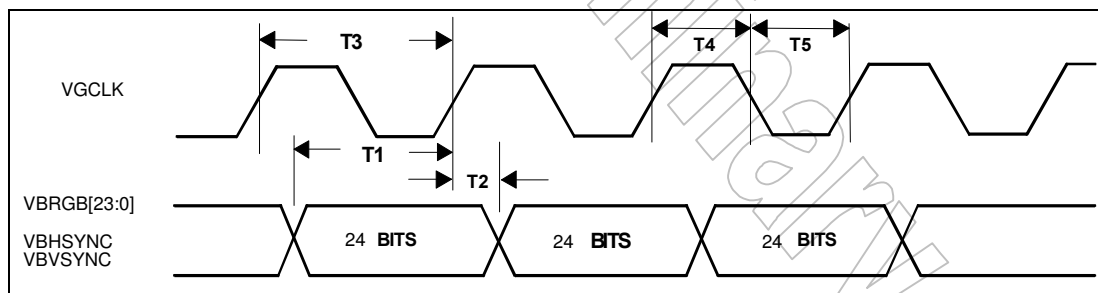 T3
T4
T5
VGCLK
T1
T2
VBRGB[23:0]
VBHSYNC
VBVSYNC
24 BITS
24 BITS
24 BITS